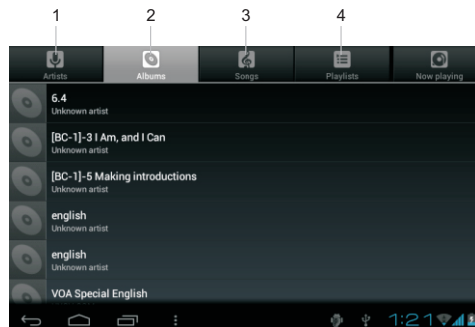 1 2 3 4
Artists Albums Songs Playlists Now playing
6.4
Unknown artist
[BC-1]-3 I Am, and I Can
Unknown artist
[BC-1]-5 Making introductions
Unknown artist
english
Unknown artist
english
Unknown artist
VOA Special English
1:21